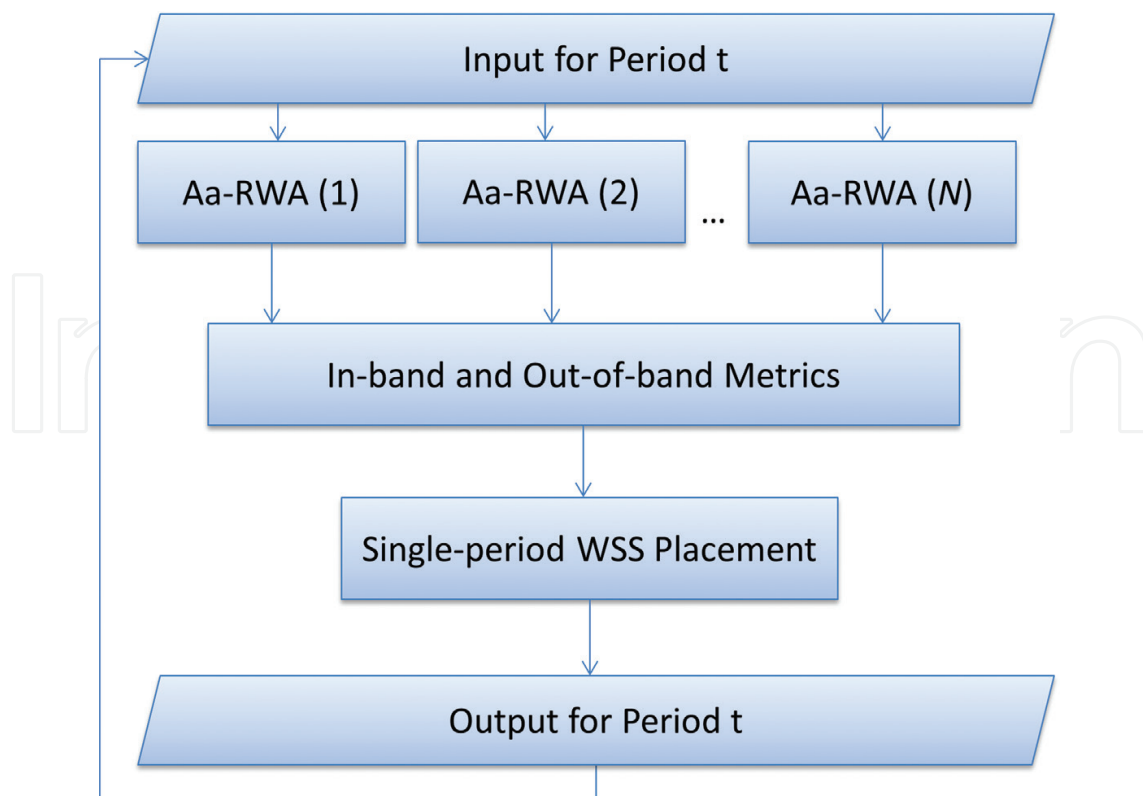 Input for Period t
Aa-RWA (1)
Aa-RWA (2)
...
Aa-RWA (N)
In-band and Out-of-band Metrics
Single-period WSS Placement
Output for Period t